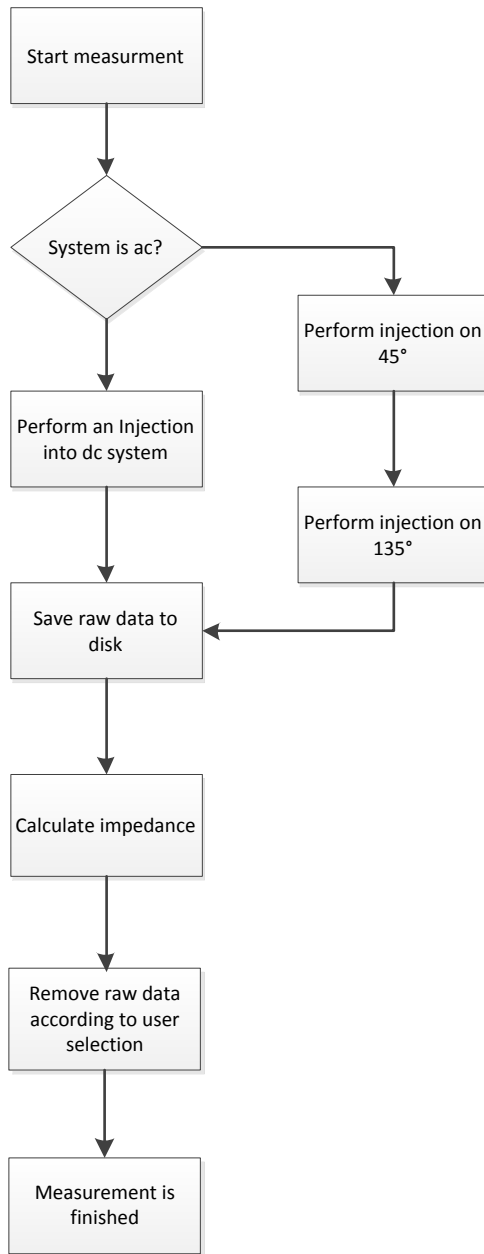 Start measurment
System is ac?
Perform injection on
45°
Perform an Injection
into dc system
Perform injection on
135°
Save raw data to
disk
Calculate impedance
Remove raw data
according to user
selection
Measurement is
finished